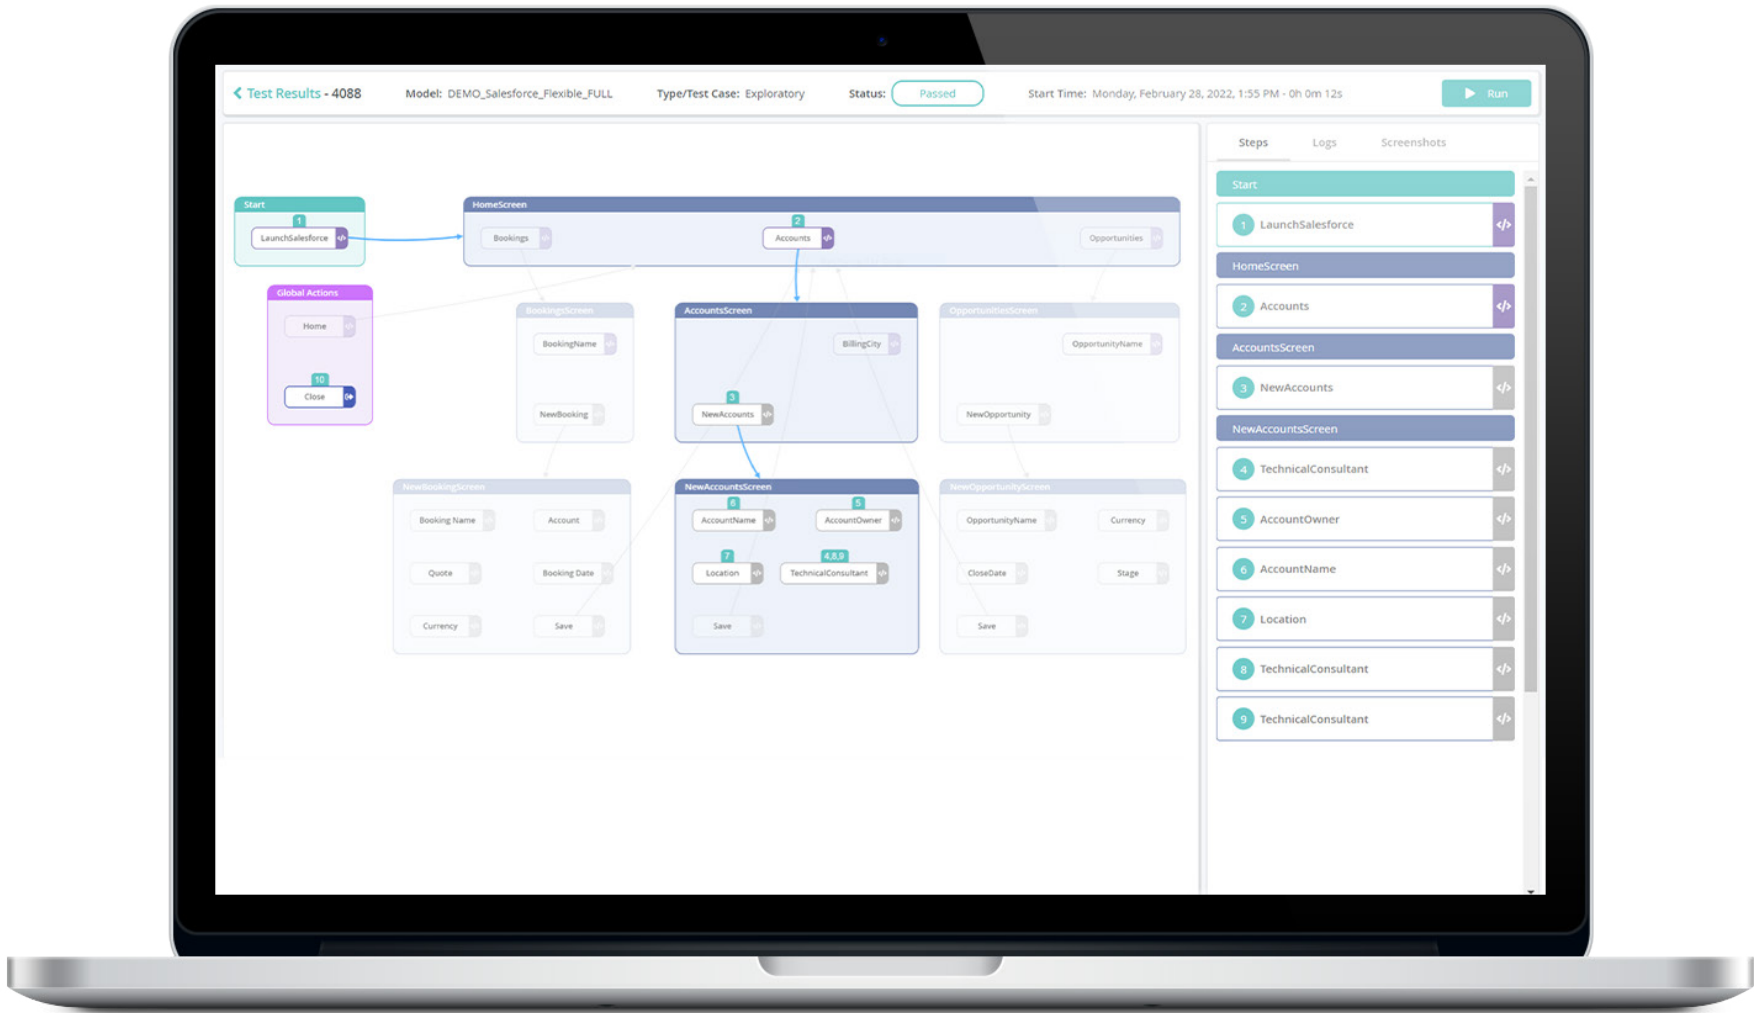 Test Results - 4088 Model: DEMO_Salesforce_Flexible_FULL Type/Test Case: Exploratory Status: Passed Start Time: Monday, February 28, 2022, 1:55 PM - 0h 0m 12s Run
Start
1
LaunchSalesforce
HomeScreen
Bookings
2
Accounts
Opportunities
Global Actions
Home
10
Close
BookingsScreen
BookingName
NewBooking
AccountsScreen
BillingCity
3
NewAccounts
OpportunitiesScreen
OpportunityName
NewOpportunity
NewBookingScreen
Booking Name Account
Quote Booking Date
Currency Save
NewAccountsScreen
6 5
AccountName AccountOwner
7 4,8,9
Location TechnicalConsultant
Save
NewOpportunityScreen
OpportunityName Currency
CloseDate Stage
Save
Steps Logs Screenshots
Start
1 LaunchSalesforce </>
HomeScreen
2 Accounts </>
AccountsScreen
3 NewAccounts </>
NewAccountsScreen
4 TechnicalConsultant </>
5 AccountOwner </>
6 AccountName </>
7 Location </>
8 TechnicalConsultant </>
9 TechnicalConsultant </>